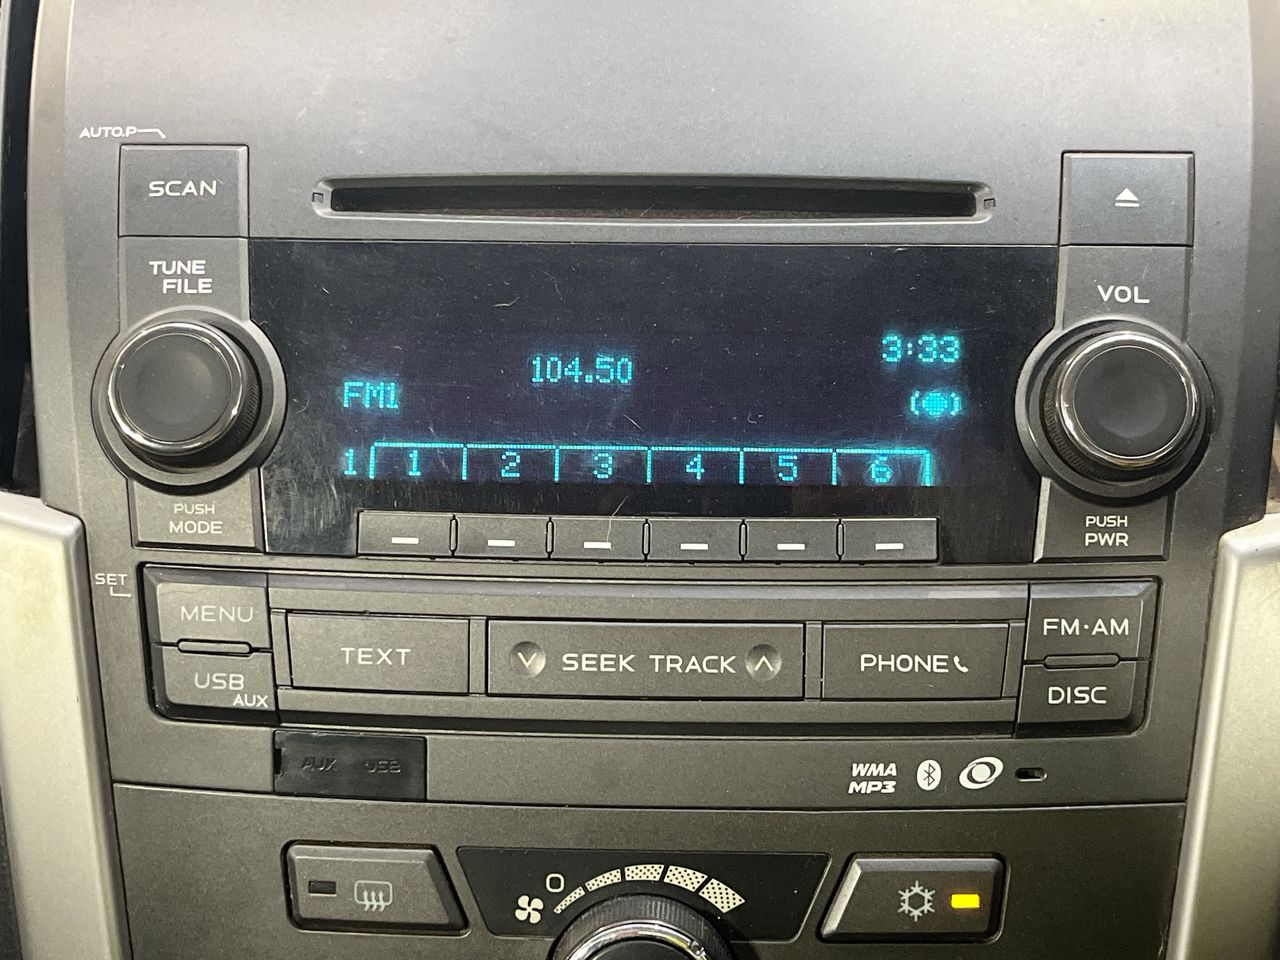 AUTO.P
SCAN
TUNE
FILE
VOL
3:33
104.50
FM1
1 1 2 3 4 5 6
PUSH
MODE
PUSH
PWR
SET
MENU
FM·AM
TEXT
SEEK TRACK
PHONE
USB
AUX
DISC
AUX USB
WMA
MP3
0